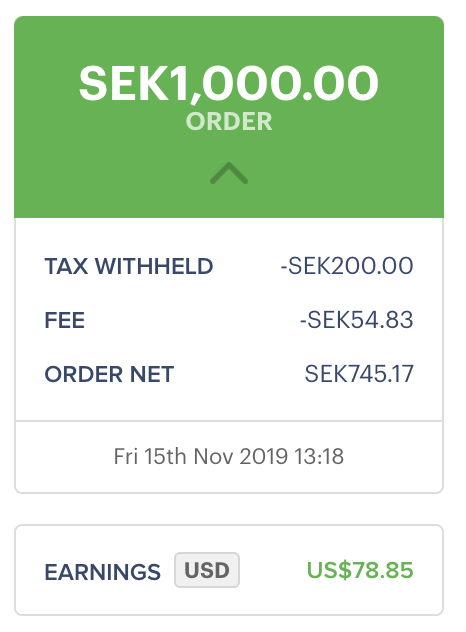 SEK1,000.00
ORDER
TAX WITHHELD -SEK200.00
FEE -SEK54.83
ORDER NET SEK745.17
Fri 15th Nov 2019 13:18
EARNINGS USD US$78.85